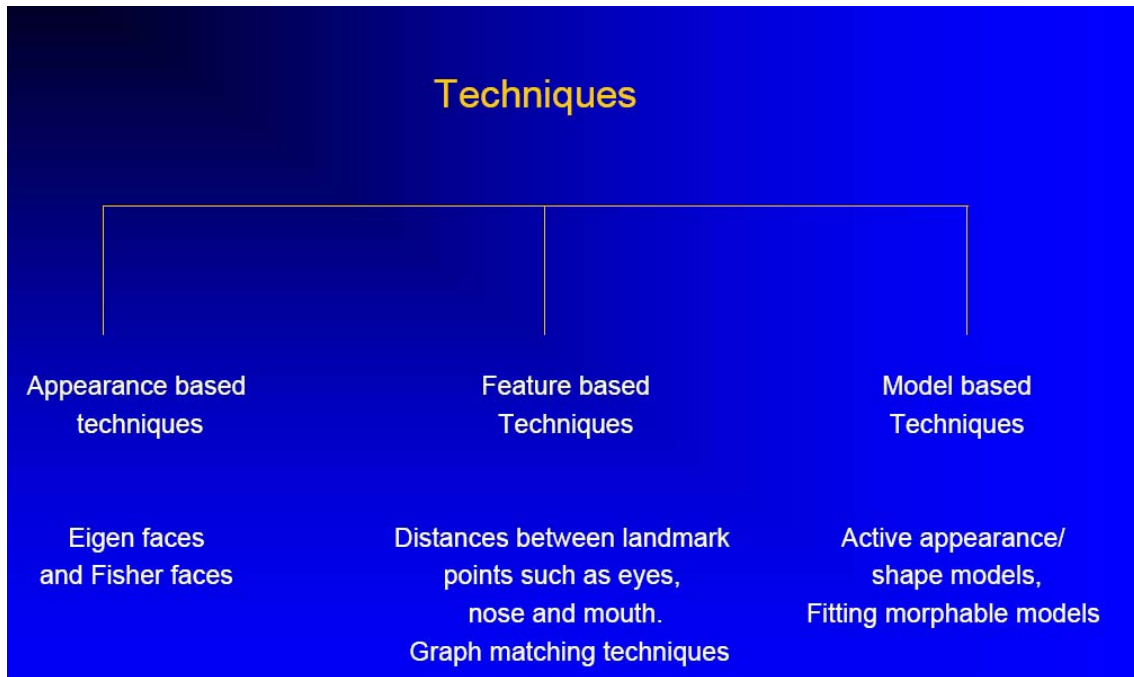 Techniques
Appearance based
techniques
Eigen faces
and Fisher faces
Feature based
Techniques
Distances between landmark
points such as eyes,
nose and mouth.
Graph matching techniques
Model based
Techniques
Active appearance/
shape models,
Fitting morphable models